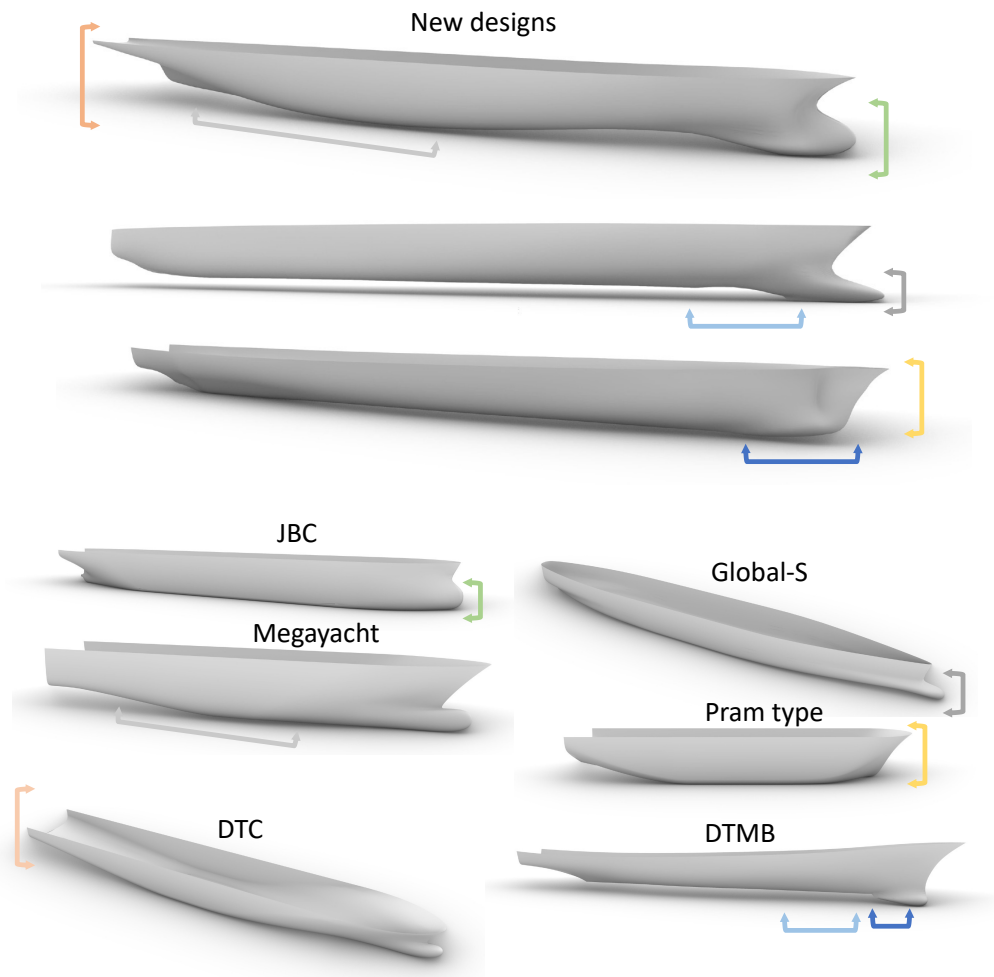 New designs
JBC
Global-S
Megayacht
Pram type
DTC
DTMB